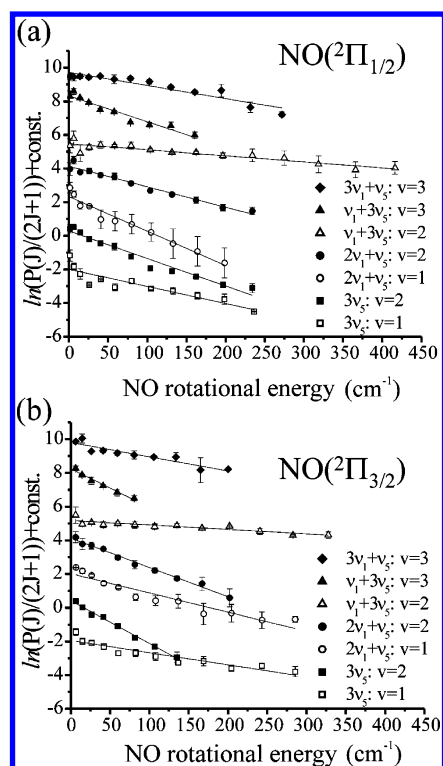 (a)
NO(²Π₁/₂)
ln(P(J)/(2J+1))+const.
10
8
6
4
2
0
-2
-4
-6
3ν₁+ν₅: v=3
ν₁+3ν₅: v=3
ν₁+3ν₅: v=2
2ν₁+ν₅: v=2
2ν₁+ν₅: v=1
3ν₅: v=2
3ν₅: v=1
0 50 100 150 200 250 300 350 400 450
NO rotational energy (cm⁻¹)
(b)
NO(²Π₃/₂)
ln(P(J)/(2J+1))+const.
12
10
8
6
4
2
0
-2
-4
-6
3ν₁+ν₅: v=3
ν₁+3ν₅: v=3
ν₁+3ν₅: v=2
2ν₁+ν₅: v=2
2ν₁+ν₅: v=1
3ν₅: v=2
3ν₅: v=1
0 50 100 150 200 250 300 350 400 450
NO rotational energy (cm⁻¹)